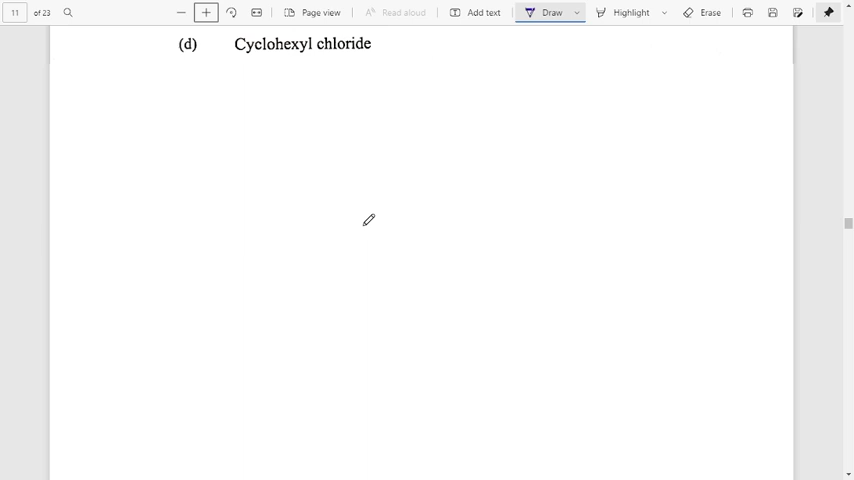 11 of 23 Page view Read aloud Add text Draw Highlight Erase
(d) Cyclohexyl chloride